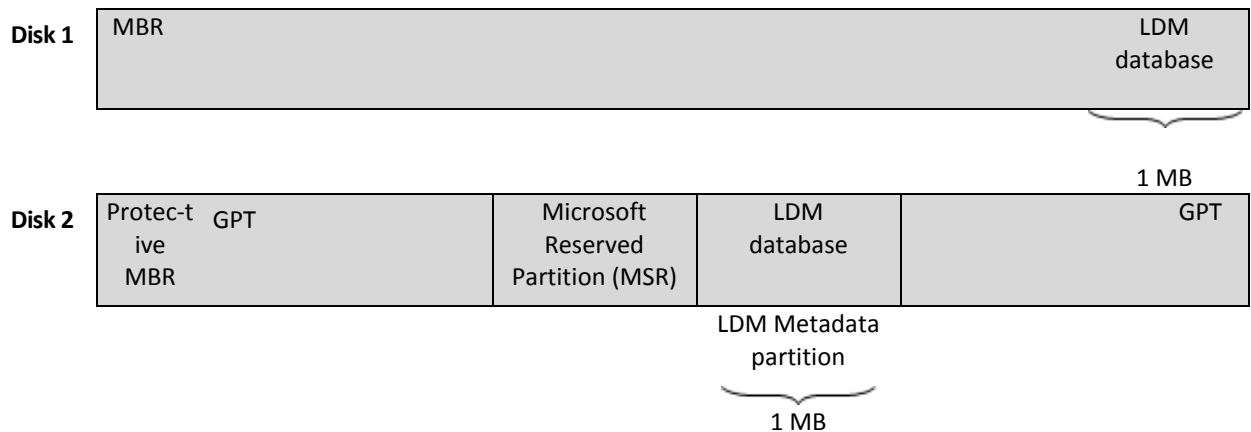 Disk 1
MBR
LDM
database
1 MB
Disk 2
Protec-t
ive
MBR
GPT
Microsoft
Reserved
Partition (MSR)
LDM
database
GPT
LDM Metadata
partition
1 MB